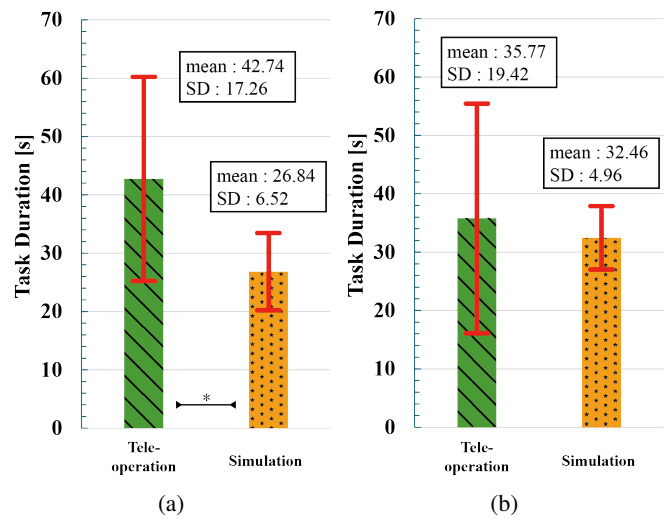 70
60
50
40
30
20
10
0
Task Duration [s]
mean : 42.74
SD : 17.26
mean : 26.84
SD : 6.52
*
Tele-
operation
Simulation
(a)
70
60
50
40
30
20
10
0
Task Duration [s]
mean : 35.77
SD : 19.42
mean : 32.46
SD : 4.96
Tele-
operation
Simulation
(b)